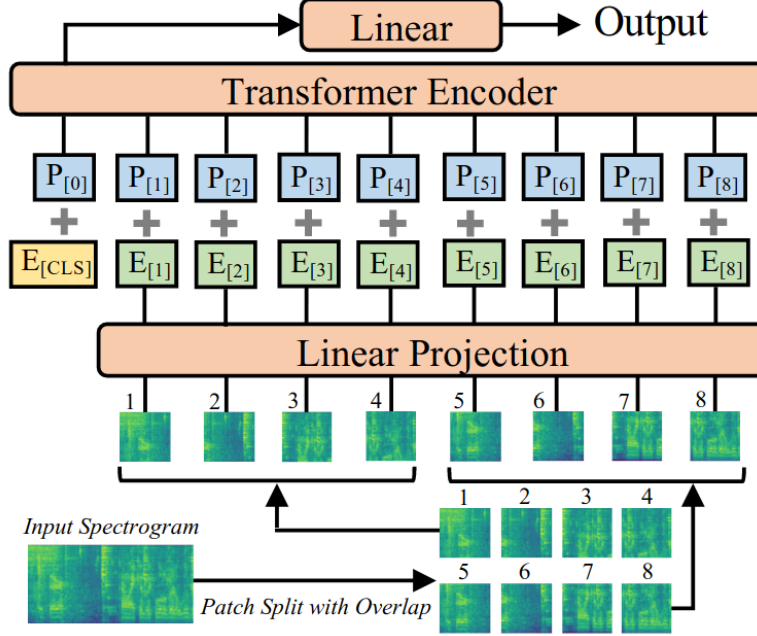 Linear Output
Transformer Encoder
P[0] P[1] P[2] P[3] P[4] P[5] P[6] P[7] P[8]
+ + + + + + + + +
E[CLS] E[1] E[2] E[3] E[4] E[5] E[6] E[7] E[8]
Linear Projection
1 2 3 4 5 6 7 8
1 2 3 4
Input Spectrogram
5 6 7 8
Patch Split with Overlap